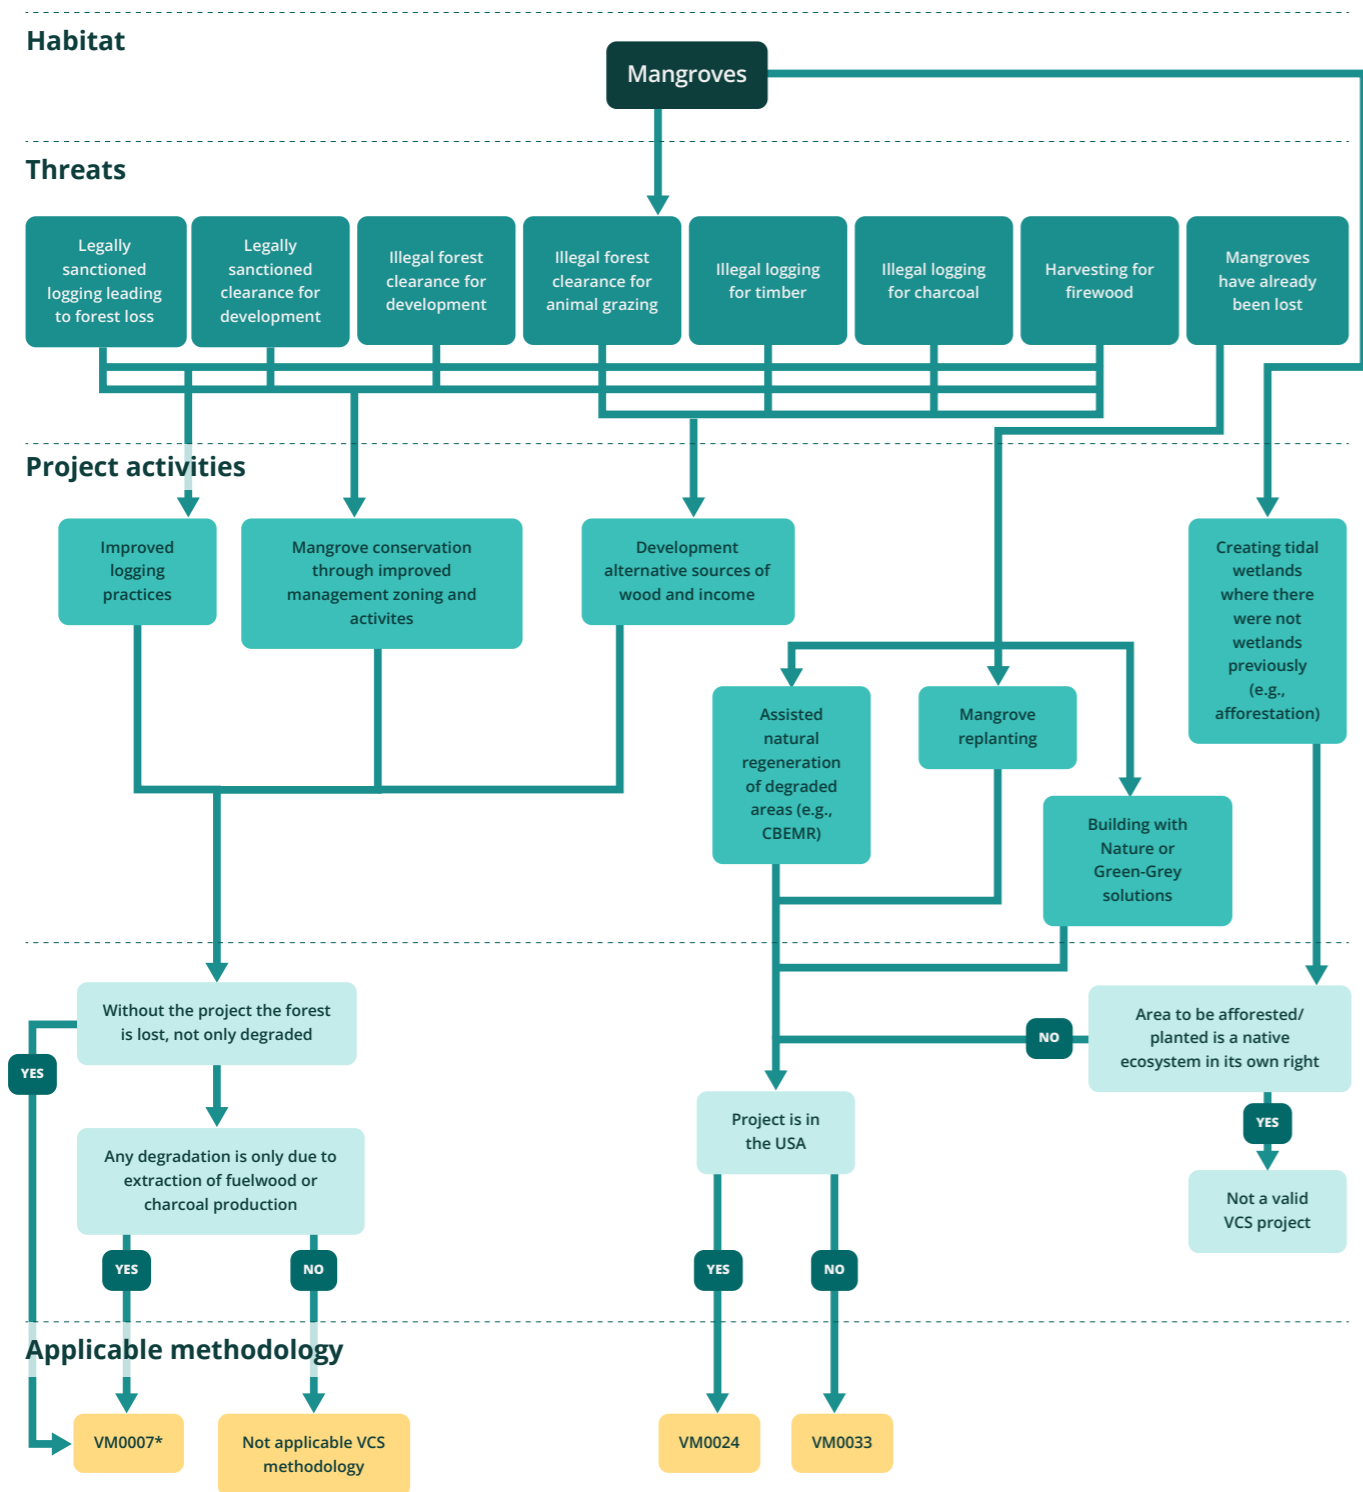 Habitat
Mangroves
Threats
Legally
sanctioned
logging leading
to forest loss
Legally
sanctioned
clearance for
development
Illegal forest
clearance for
development
Illegal forest
clearance for
animal grazing
Illegal logging
for timber
Illegal logging
for charcoal
Harvesting for
firewood
Mangroves
have already
been lost
Project activities
Improved
logging
practices
Mangrove conservation
through improved
management zoning and
activites
Development
alternative sources of
wood and income
Creating tidal
wetlands
where there
were not
wetlands
previously
(e.g.,
afforestation)
Assisted
natural
regeneration
of degraded
areas (e.g.,
CBEMR)
Mangrove
replanting
Building with
Nature or
Green-Grey
solutions
Without the project the forest
is lost, not only degraded
Area to be afforested/
planted is a native
ecosystem in its own right
NO
YES
Project is in
the USA
YES
Any degradation is only due to
extraction of fuelwood or
charcoal production
Not a valid
VCS project
YES
NO
YES
NO
Applicable methodology
VM0007*
Not applicable VCS
methodology
VM0024
VM0033